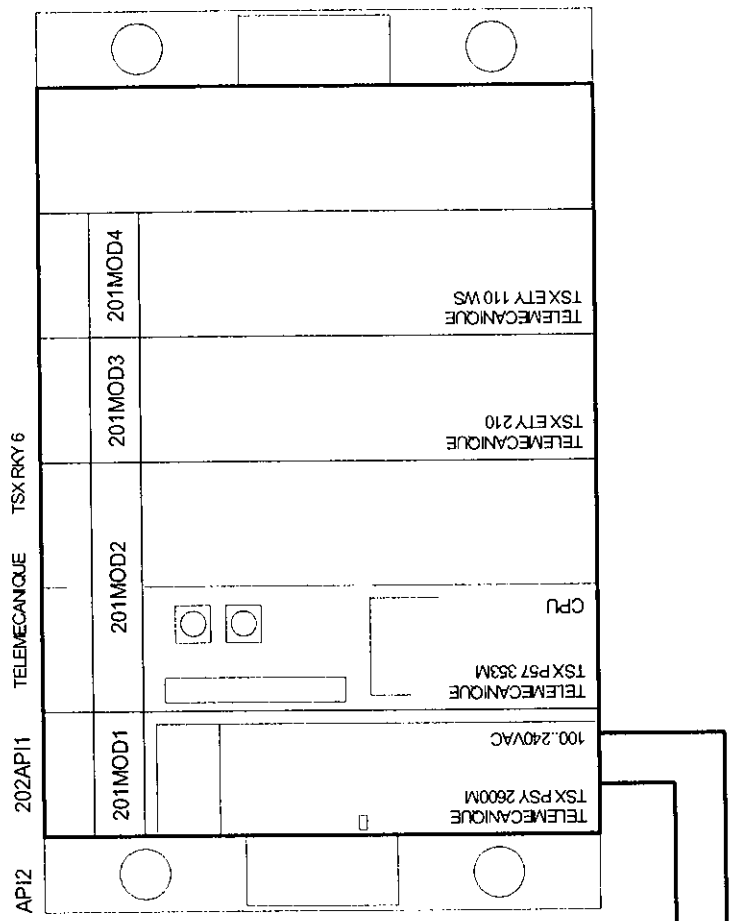 API2
202API1
TELEMECANIQUE
TSX RKY 6
201MOD1
201MOD2
201MOD3
201MOD4
TELEMECANIQUE
TSX ETY 110 WS
TELEMECANIQUE
TSX ETY 210
CPU
TELEMECANIQUE
TSX P57 353M
100..240VAC
TELEMECANIQUE
TSX PSY 2600M